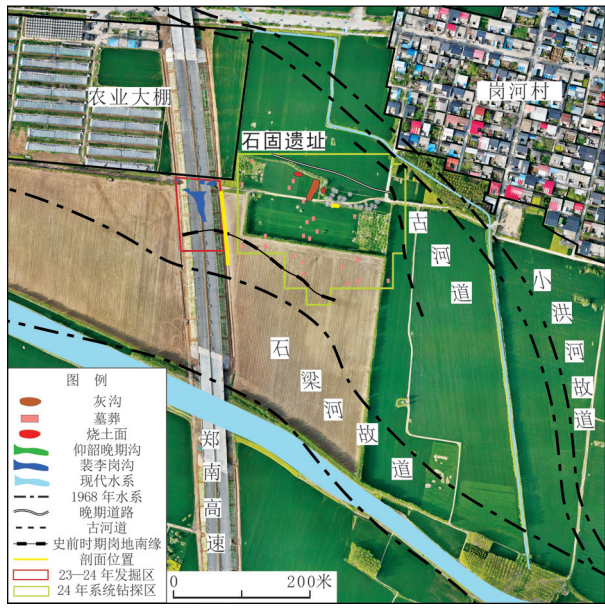 农业大棚
岗河村
石固遗址
古河道
小洪河故道
石梁河故道
郑南高速
图 例
灰沟
墓葬
烧土面
仰韶晚期沟
裴李岗沟
现代水系
1968 年水系
晚期道路
古河道
史前时期岗地南缘
剖面位置
23—24 年发掘区
24 年系统钻探区
0 200米